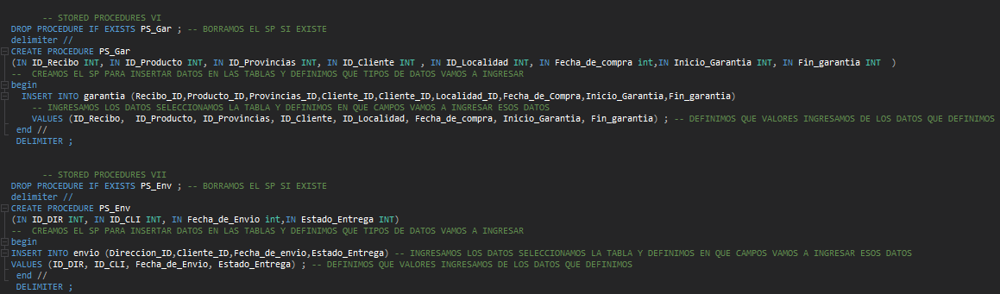 -- STORED PROCEDURES VI
DROP PROCEDURE IF EXISTS PS_Gar ; -- BORRAMOS EL SP SI EXISTE
delimiter //
CREATE PROCEDURE PS_Gar
(IN ID_Recibo INT, IN ID_Producto INT, IN ID_Provincias INT, IN ID_Cliente INT , IN ID_Localidad INT, IN Fecha_de_compra int,IN Inicio_Garantia INT, IN Fin_garantia INT )
-- CREAMOS EL SP PARA INSERTAR DATOS EN LAS TABLAS Y DEFINIMOS QUE TIPOS DE DATOS VAMOS A INGRESAR
begin
INSERT INTO garantia (Recibo_ID,Producto_ID,Provincias_ID,Cliente_ID,Cliente_ID,Localidad_ID,Fecha_de_Compra,Inicio_Garantia,Fin_garantia)
-- INGRESAMOS LOS DATOS SELECCIONAMOS LA TABLA Y DEFINIMOS EN QUE CAMPOS VAMOS A INGRESAR ESOS DATOS
VALUES (ID_Recibo, ID_Producto, ID_Provincias, ID_Cliente, ID_Localidad, Fecha_de_compra, Inicio_Garantia, Fin_garantia) ; -- DEFINIMOS QUE VALORES INGRESAMOS DE LOS DATOS QUE DEFINIMOS
end //
DELIMITER ;
-- STORED PROCEDURES VII
DROP PROCEDURE IF EXISTS PS_Env ; -- BORRAMOS EL SP SI EXISTE
delimiter //
CREATE PROCEDURE PS_Env
(IN ID_DIR INT, IN ID_CLI INT, IN Fecha_de_Envio int,IN Estado_Entrega INT)
-- CREAMOS EL SP PARA INSERTAR DATOS EN LAS TABLAS Y DEFINIMOS QUE TIPOS DE DATOS VAMOS A INGRESAR
begin
INSERT INTO envio (Direccion_ID,Cliente_ID,Fecha_de_envio,Estado_Entrega) -- INGRESAMOS LOS DATOS SELECCIONAMOS LA TABLA Y DEFINIMOS EN QUE CAMPOS VAMOS A INGRESAR ESOS DATOS
VALUES (ID_DIR, ID_CLI, Fecha_de_Envio, Estado_Entrega) ; -- DEFINIMOS QUE VALORES INGRESAMOS DE LOS DATOS QUE DEFINIMOS
end //
DELIMITER ;